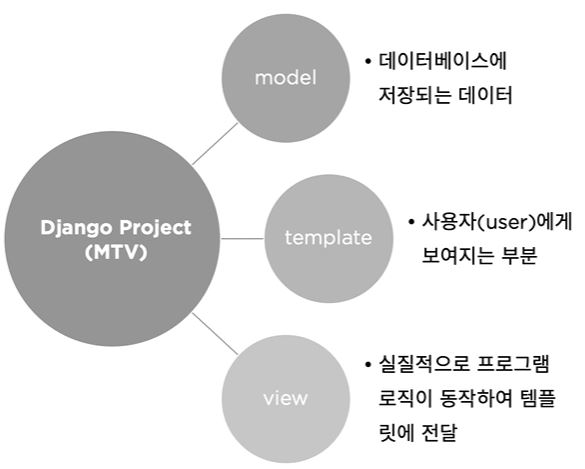 Django Project
(MTV)
model
• 데이터베이스에
저장되는 데이터
template
• 사용자(user)에게
보여지는 부분
view
• 실질적으로 프로그램
로직이 동작하여 템플
릿에 전달